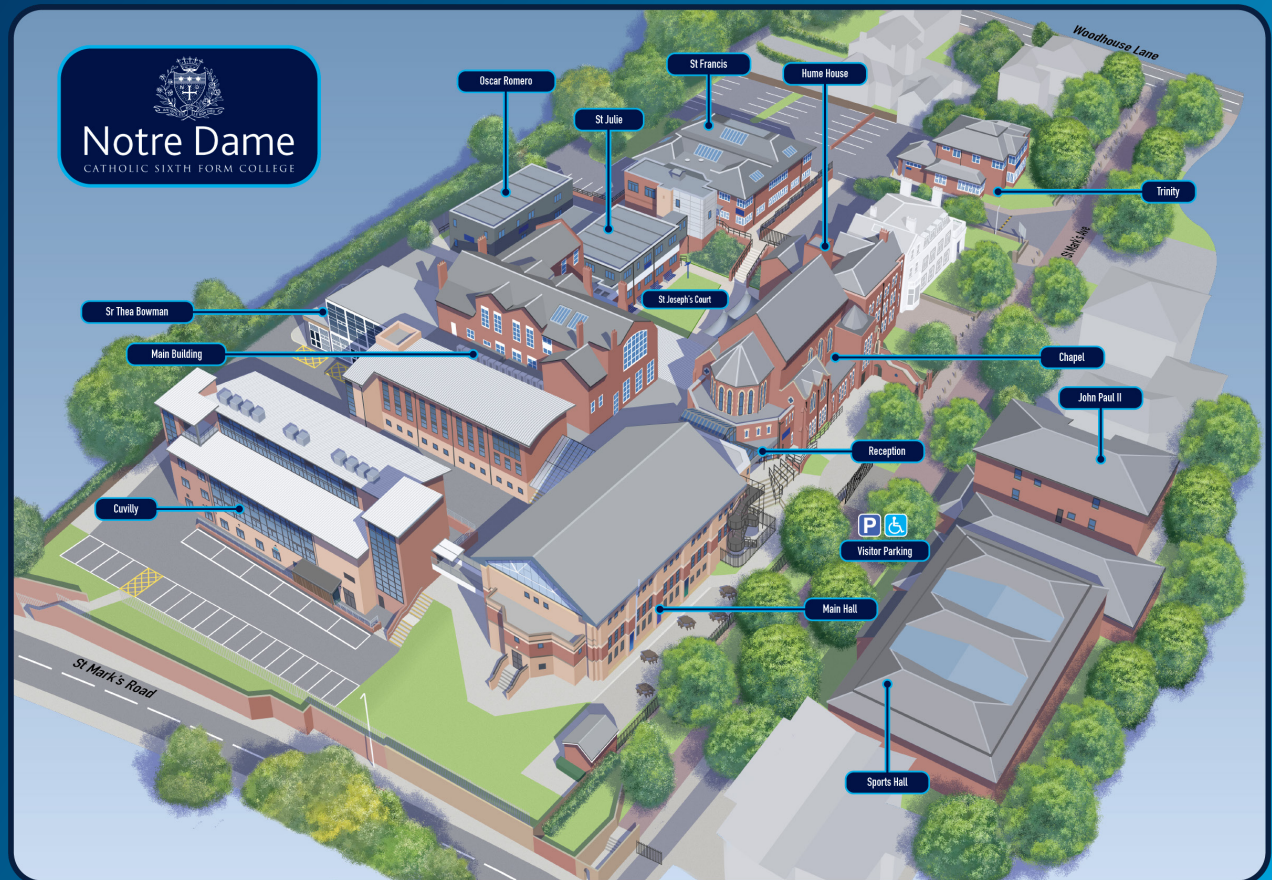 Notre Dame
CATHOLIC SIXTH FORM COLLEGE
Woodhouse Lane
St Francis
Hume House
Oscar Romero
St Julie
Trinity
St Mark's Ave
St Joseph's Court
Sr Thea Bowman
Main Building
Chapel
John Paul II
Reception
Cuvilly
P
Visitor Parking
Main Hall
St Mark's Road
Sports Hall